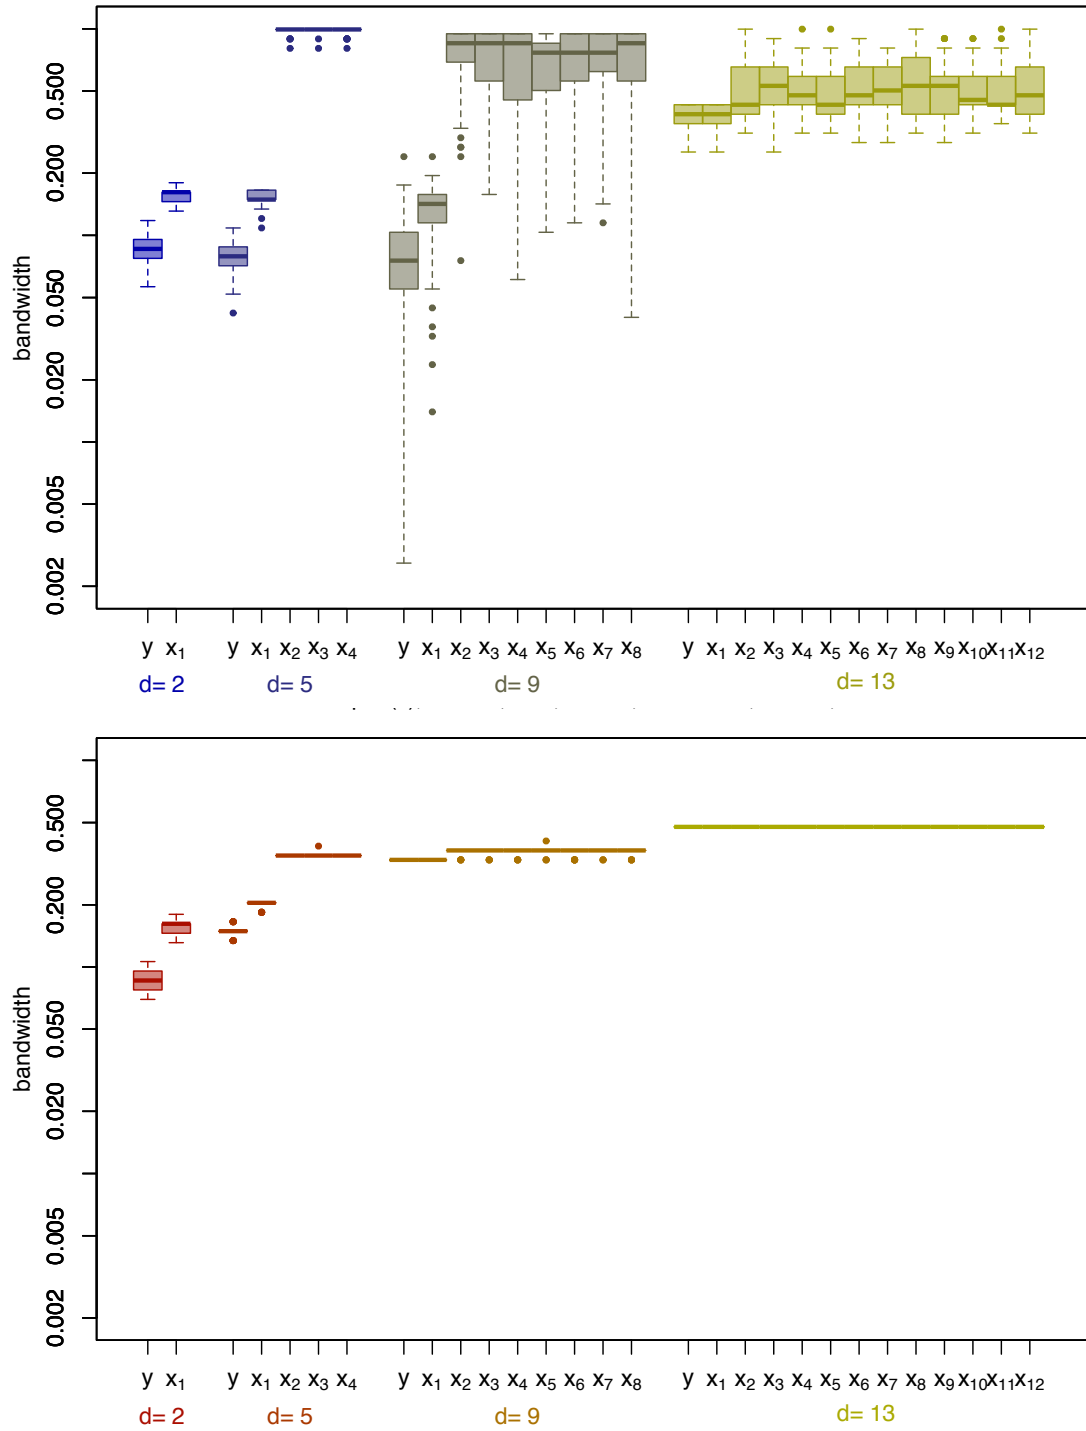 bandwidth
0.500
0.200
0.050
0.020
0.005
0.002
y x₁ y x₁ x₂ x₃ x₄ y x₁ x₂ x₃ x₄ x₅ x₆ x₇ x₈ y x₁ x₂ x₃ x₄ x₅ x₆ x₇ x₈ x₉ x₁₀ x₁₁ x₁₂
d= 2 d= 5 d= 9 d= 13
bandwidth
0.500
0.200
0.050
0.020
0.005
0.002
y x₁ y x₁ x₂ x₃ x₄ y x₁ x₂ x₃ x₄ x₅ x₆ x₇ x₈ y x₁ x₂ x₃ x₄ x₅ x₆ x₇ x₈ x₉ x₁₀ x₁₁ x₁₂
d= 2 d= 5 d= 9 d= 13